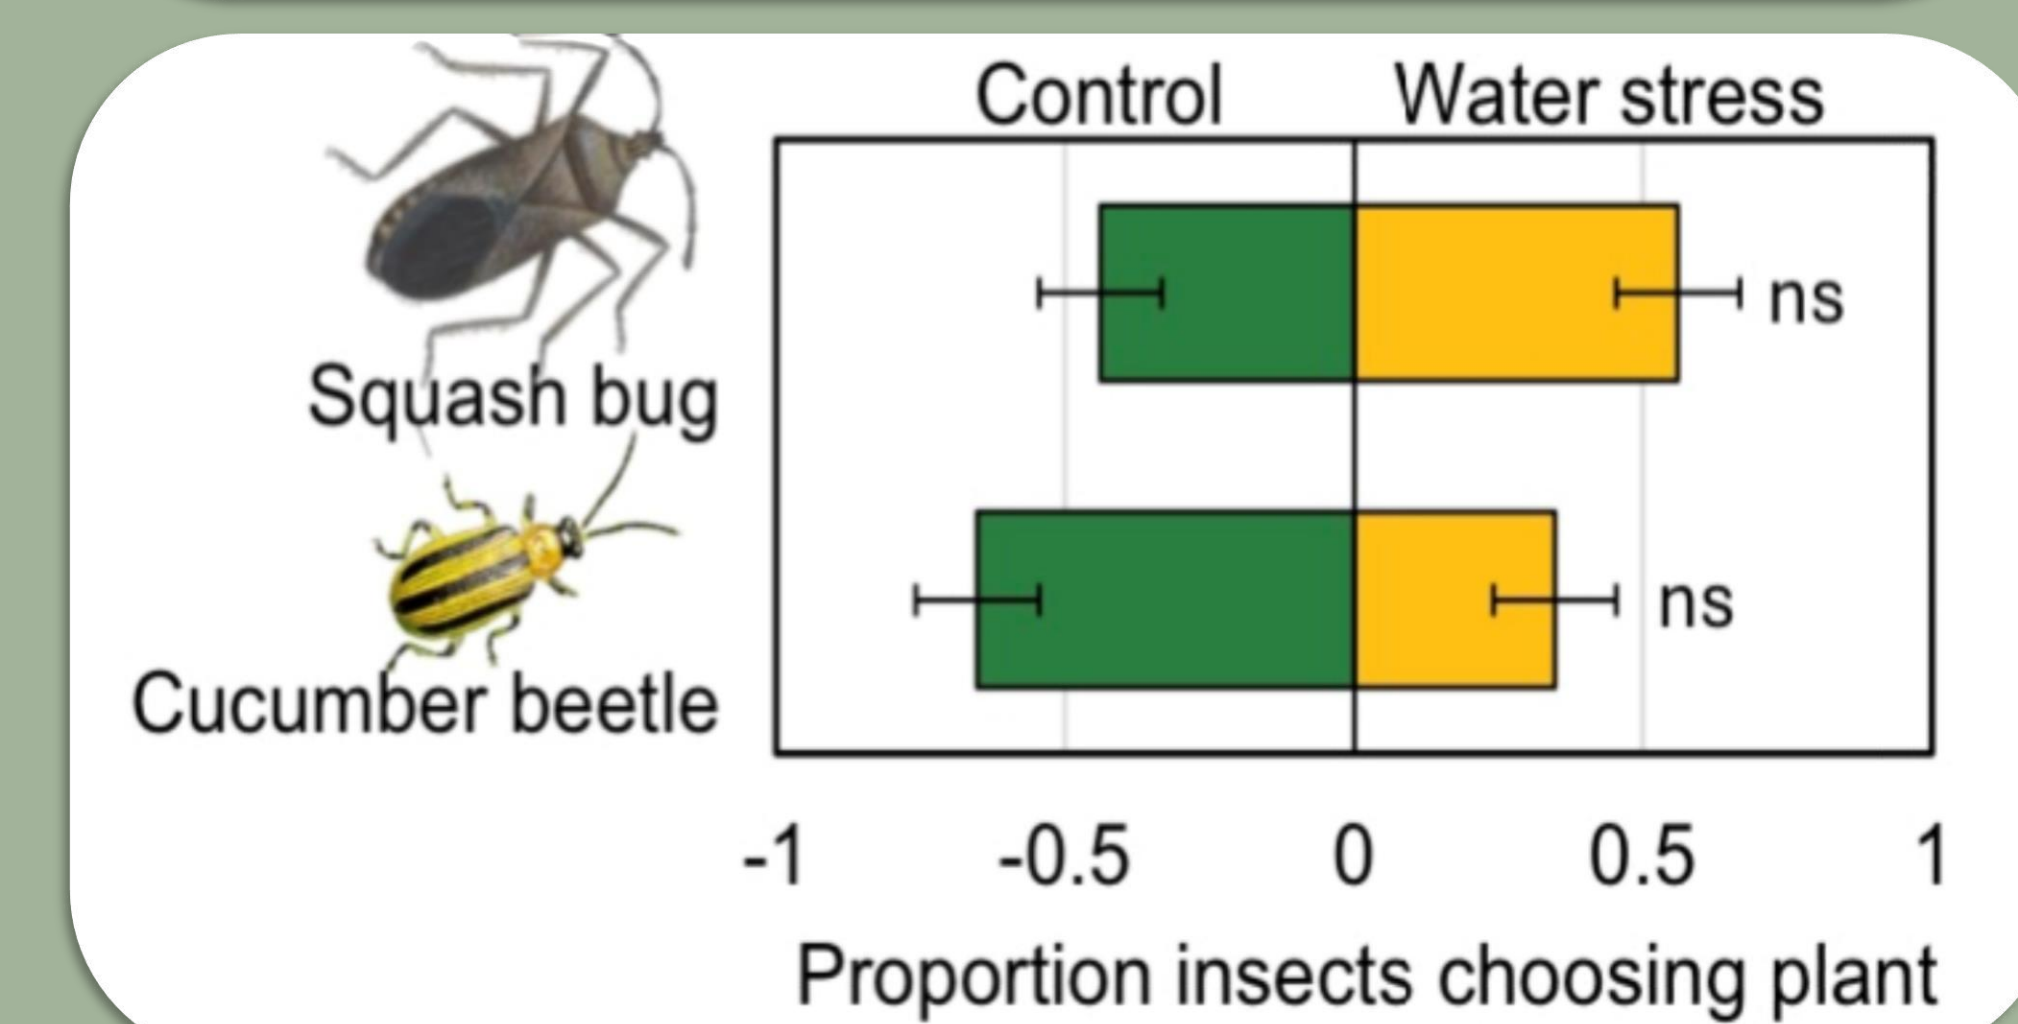 Control Water stress
ns
Squash bug
ns
Cucumber beetle
-1 -0.5 0 0.5 1
Proportion insects choosing plant